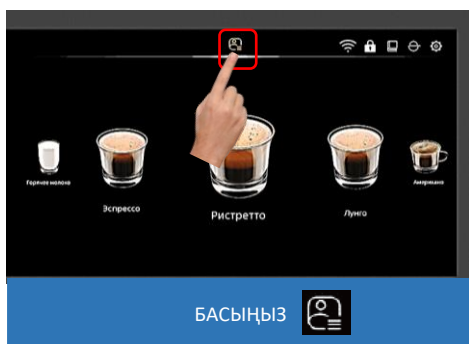 Горячее молоко
Эспрессо
Ристретто
Лунго
Американо
БАСЫҢЫЗ